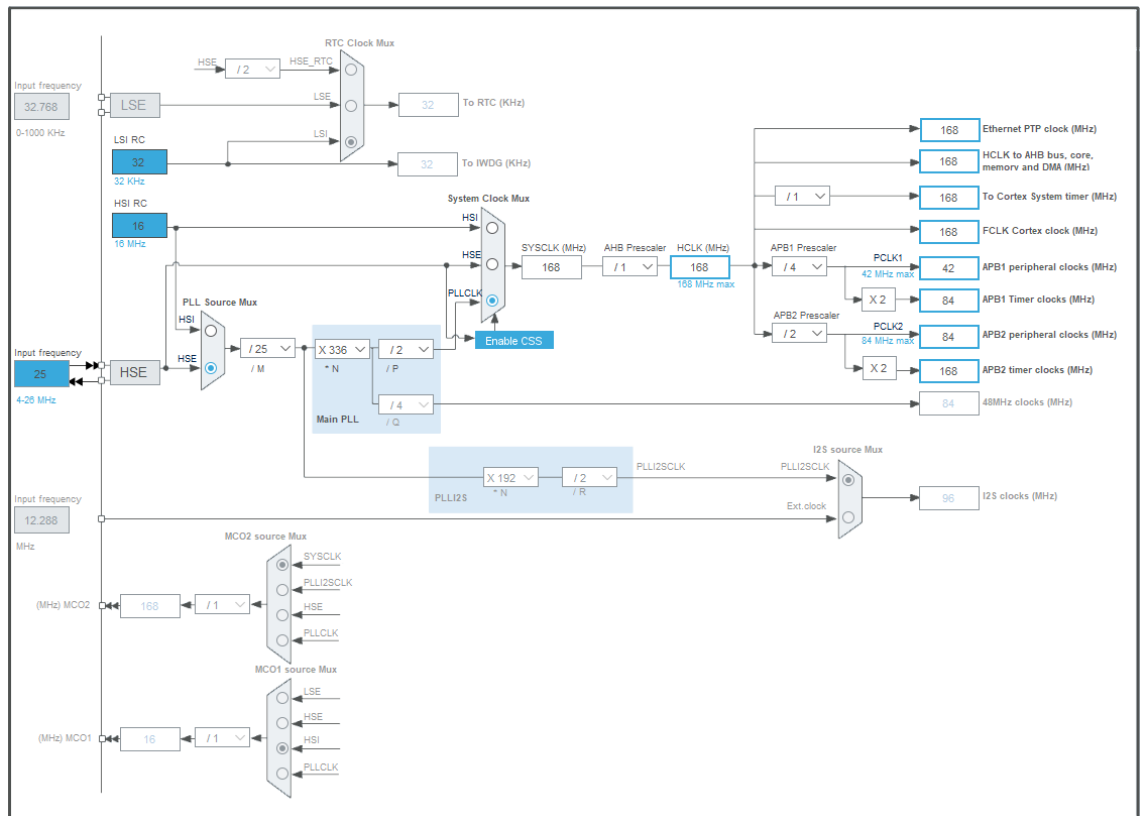 RTC Clock Mux
HSE
/ 2
HSE_RTC
Input frequency
32.768
0-1000 KHz
LSE
LSE
32
To RTC (KHz)
LSI RC
32
32 KHz
LSI
32
To IWDG (KHz)
HSI RC
16
16 MHz
System Clock Mux
HSI
HSE
PLLCLK
SYSCLK (MHz)
168
AHB Prescaler
/ 1
HCLK (MHz)
168
168 MHz max
Enable CSS
168
Ethernet PTP clock (MHz)
168
HCLK to AHB bus, core,
memory and DMA (MHz)
/ 1
168
To Cortex System timer (MHz)
168
FCLK Cortex clock (MHz)
APB1 Prescaler
/ 4
PCLK1
42 MHz max
42
APB1 peripheral clocks (MHz)
X 2
84
APB1 Timer clocks (MHz)
APB2 Prescaler
/ 2
PCLK2
84 MHz max
84
APB2 peripheral clocks (MHz)
X 2
168
APB2 timer clocks (MHz)
84
48MHz clocks (MHz)
PLL Source Mux
HSI
HSE
Input frequency
25
4-26 MHz
HSE
/ 25
/ M
X 336
* N
/ 2
/ P
/ 4
/ Q
Main PLL
X 192
* N
/ 2
/ R
PLLI2S
PLLI2SCLK
I2S source Mux
PLLI2SCLK
Ext.clock
96
I2S clocks (MHz)
Input frequency
12.288
MHz
MCO2 source Mux
SYSCLK
PLLI2SCLK
HSE
PLLCLK
(MHz) MCO2
168
/ 1
MCO1 source Mux
LSE
HSE
HSI
PLLCLK
(MHz) MCO1
16
/ 1